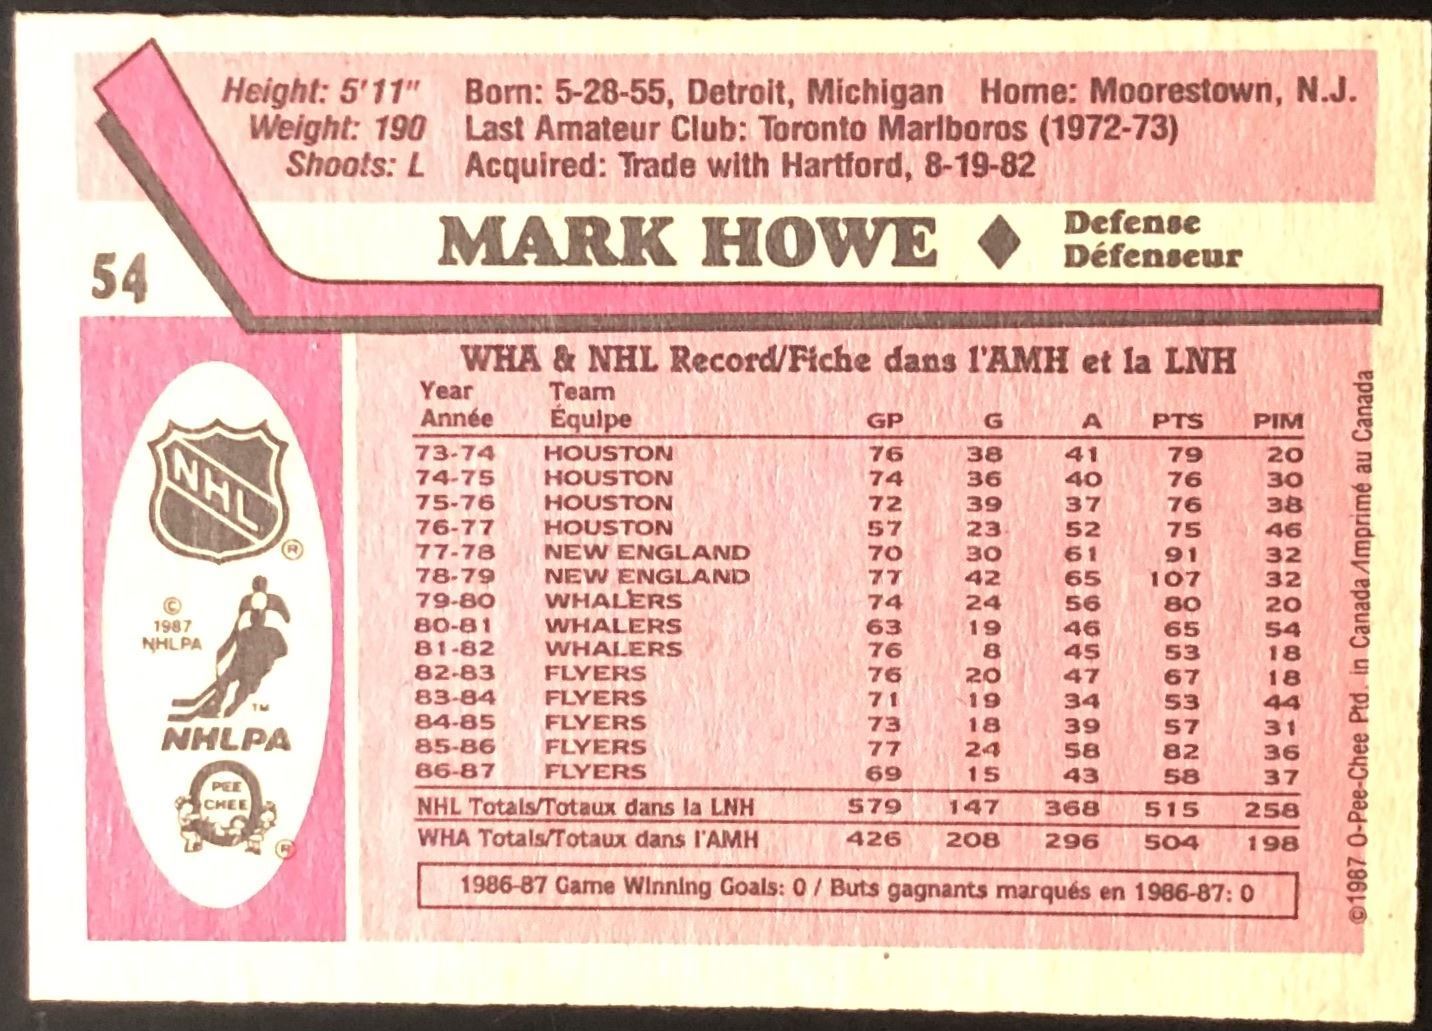 Height: 5'11" Born: 5-28-55, Detroit, Michigan Home: Moorestown, N.J.
Weight: 190 Last Amateur Club: Toronto Marlboros (1972-73)
Shoots: L Acquired: Trade with Hartford, 8-19-82
MARK HOWE ♦ Defense
Défenseur
54
WHA & NHL Record/Fiche dans l'AMH et la LNH
Year Team
Année Équipe GP G A PTS PIM
73-74 HOUSTON 76 38 41 79 20
74-75 HOUSTON 74 36 40 76 30
75-76 HOUSTON 72 39 37 76 38
76-77 HOUSTON 57 23 52 75 46
77-78 NEW ENGLAND 70 30 61 91 32
78-79 NEW ENGLAND 77 42 65 107 32
79-80 WHALERS 74 24 56 80 20
80-81 WHALERS 63 19 46 65 54
81-82 WHALERS 76 8 45 53 18
82-83 FLYERS 76 20 47 67 18
83-84 FLYERS 71 19 34 53 44
84-85 FLYERS 73 18 39 57 31
85-86 FLYERS 77 24 58 82 36
86-87 FLYERS 69 15 43 58 37
NHL Totals/Totaux dans la LNH 579 147 368 515 258
WHA Totals/Totaux dans l'AMH 426 208 296 504 198
1986-87 Game Winning Goals: 0 / Buts gagnants marqués en 1986-87: 0
NHL
®
©
1987
NHLPA
TM
NHLPA
O
PEE
CHEE
®
©1987 O-Pee-Chee Ptd. in Canada/Imprimé au Canada